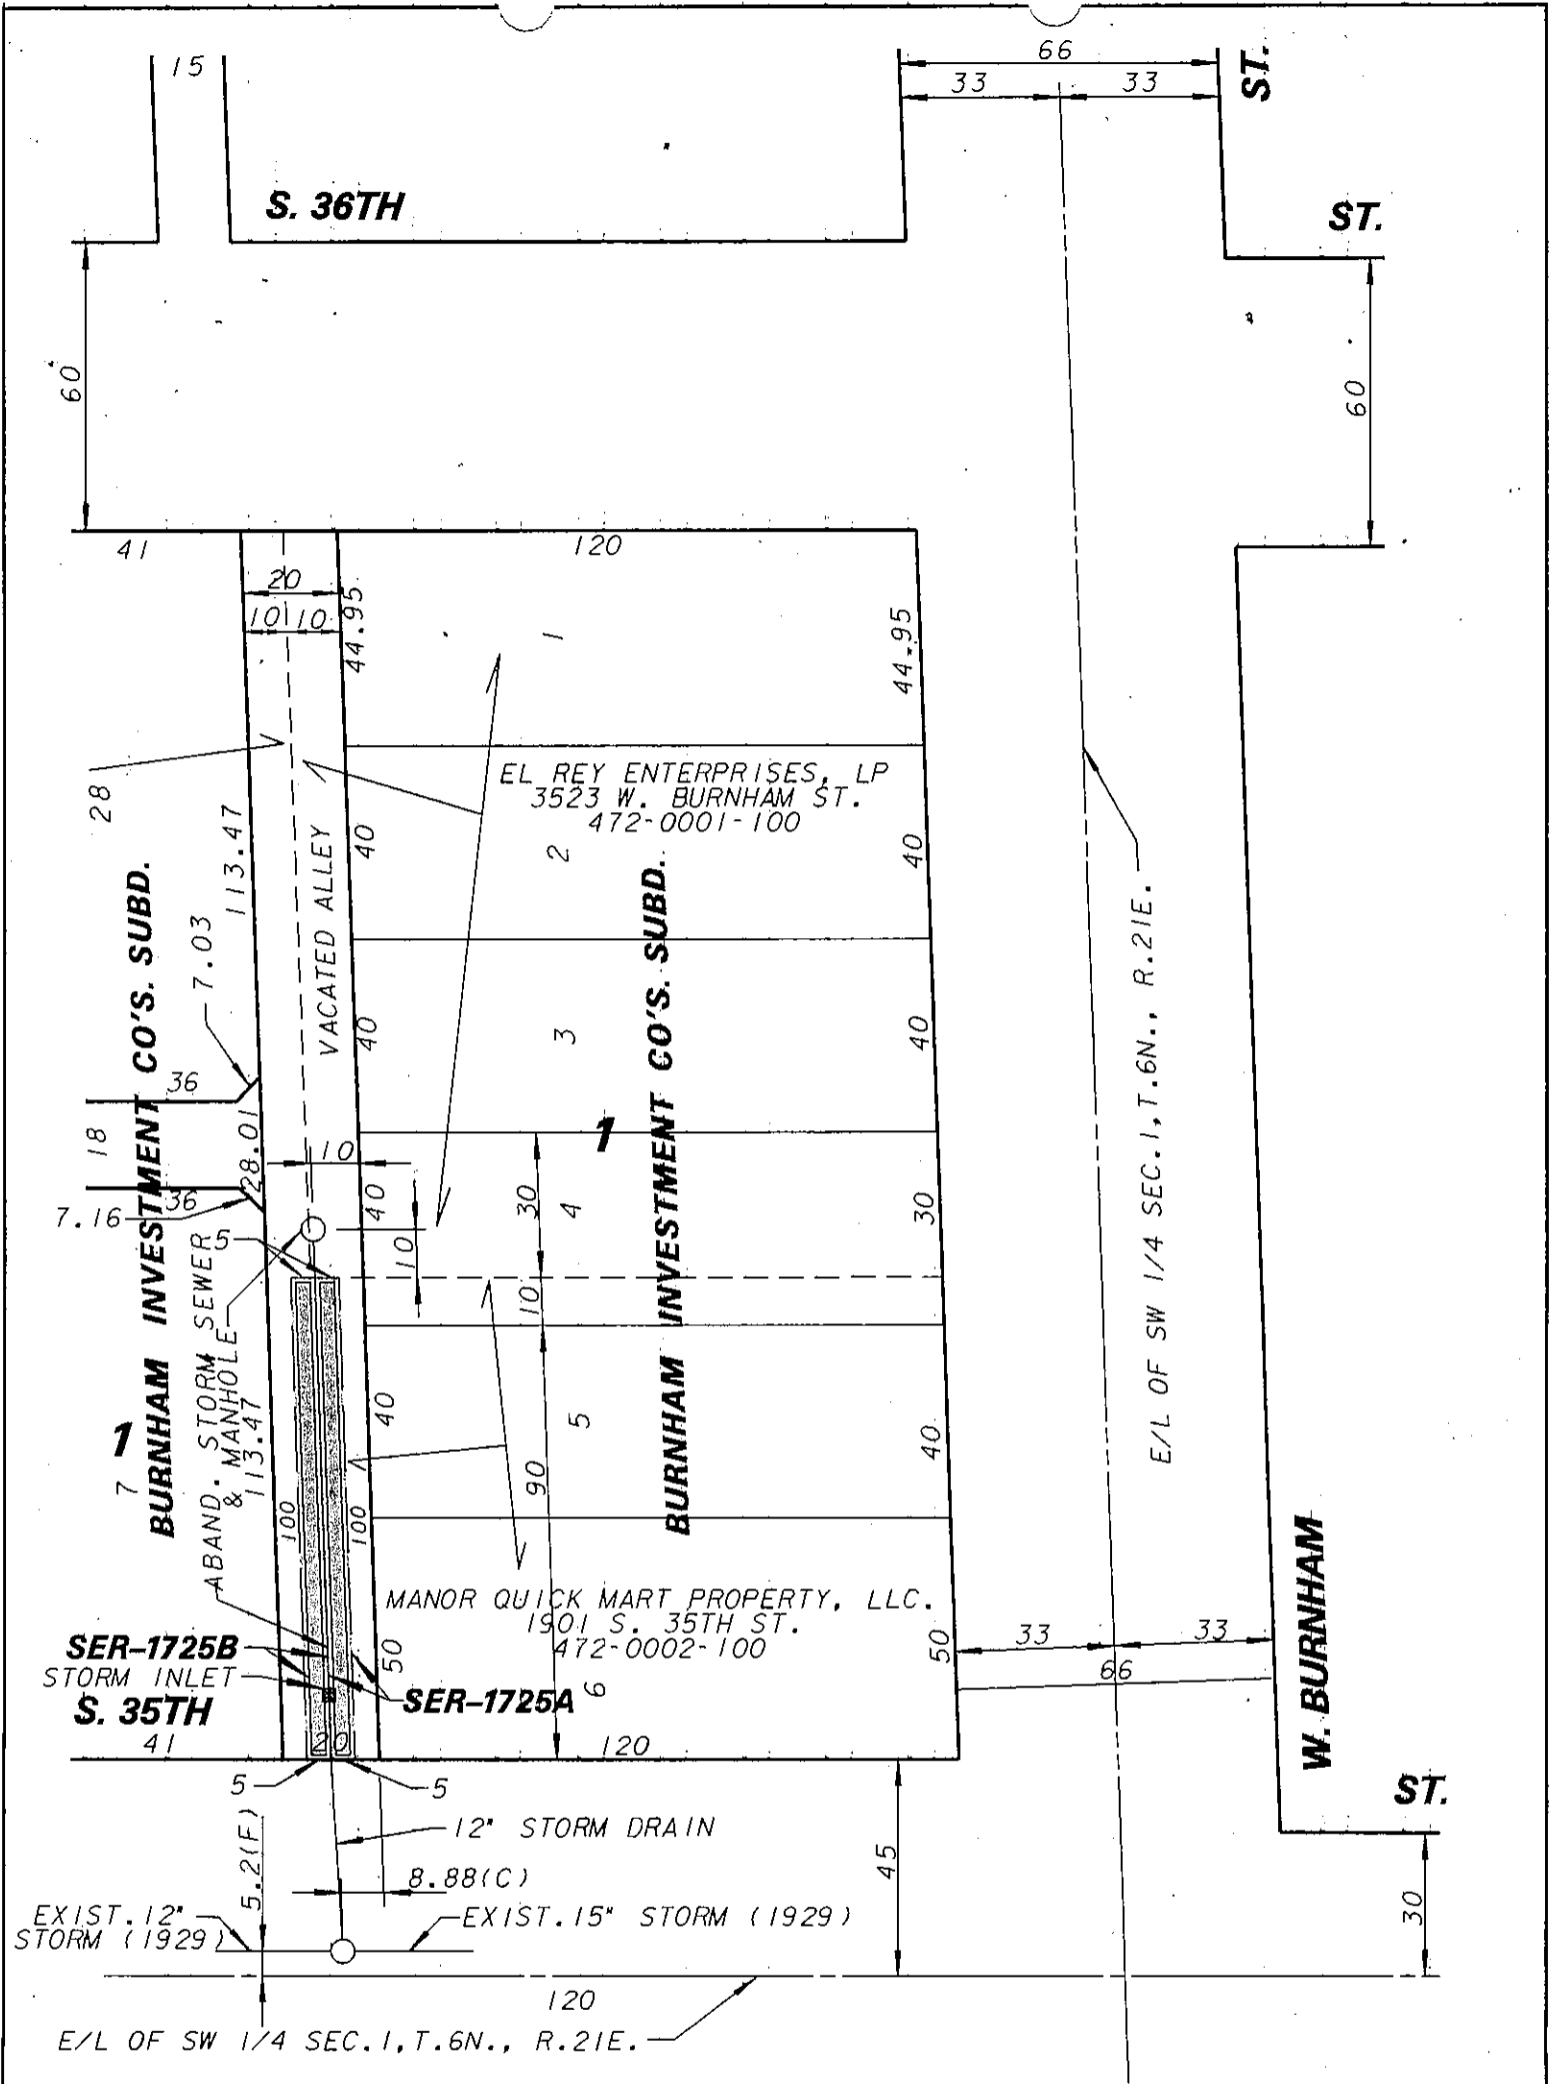 15
66
33
33
ST.
S. 36TH
ST.
60
60
41
120
20
10
10
44.95
44.95
1
28
EL REY ENTERPRISES, LP
3523 W. BURNHAM ST.
472-0001-100
113.47
VACATED ALLEY
40
2
40
BURNHAM INVESTMENT CO'S. SUBD.
BURNHAM INVESTMENT CO'S. SUBD.
7.03
40
3
40
E/L OF SW 1/4 SEC.1,T.6N., R.21E.
36
18
28.01
36
7.16
10
1
40
30
4
30
5
10
10
ABAND. STORM SEWER
& MANHOLE
113.47
1
7
40
5
40
90
100
100
MANOR QUICK MART PROPERTY, LLC.
1901 S. 35TH ST.
472-0002-100
W. BURNHAM
SER-1725B
STORM INLET
S. 35TH
50
SER-1725A
6
50
33
33
66
41
20
120
5
5
ST.
12" STORM DRAIN
5.2(F)
8.88(C)
45
30
EXIST.12"
STORM (1929)
EXIST.15" STORM (1929)
120
E/L OF SW 1/4 SEC.1,T.6N., R.21E.